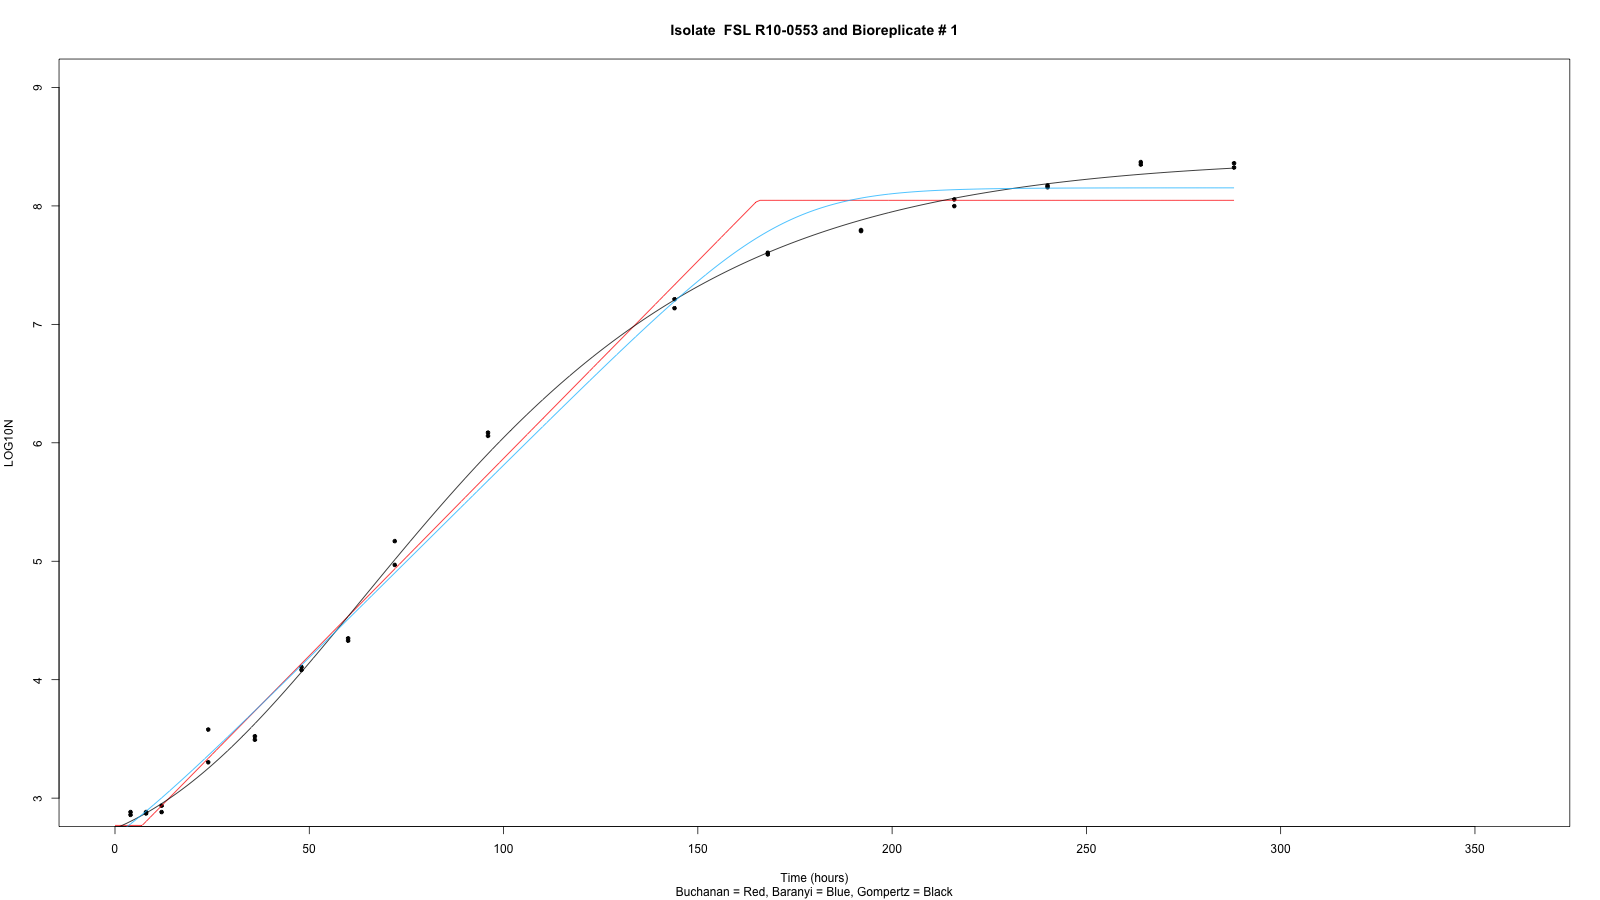 Isolate  FSL R10-0553 and Bioreplicate # 1
9
8
7
6
5
4
3
LOG10N
0 50 100 150 200 250 300 350
Time (hours)
Buchanan = Red, Baranyi = Blue, Gompertz = Black